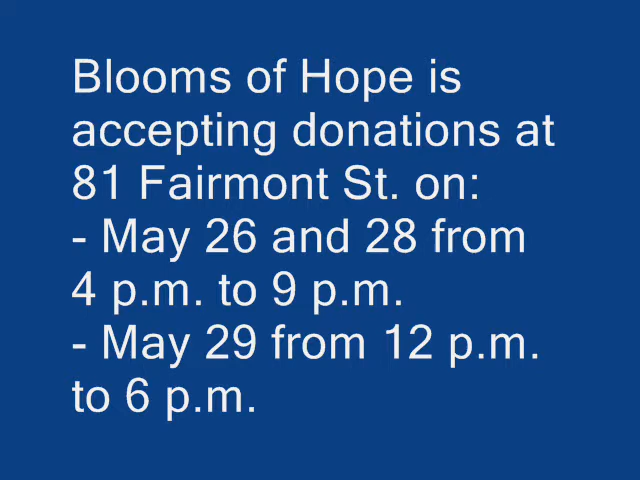 Blooms of Hope is
accepting donations at
81 Fairmont St. on:
- May 26 and 28 from
4 p.m. to 9 p.m.
- May 29 from 12 p.m.
to 6 p.m.